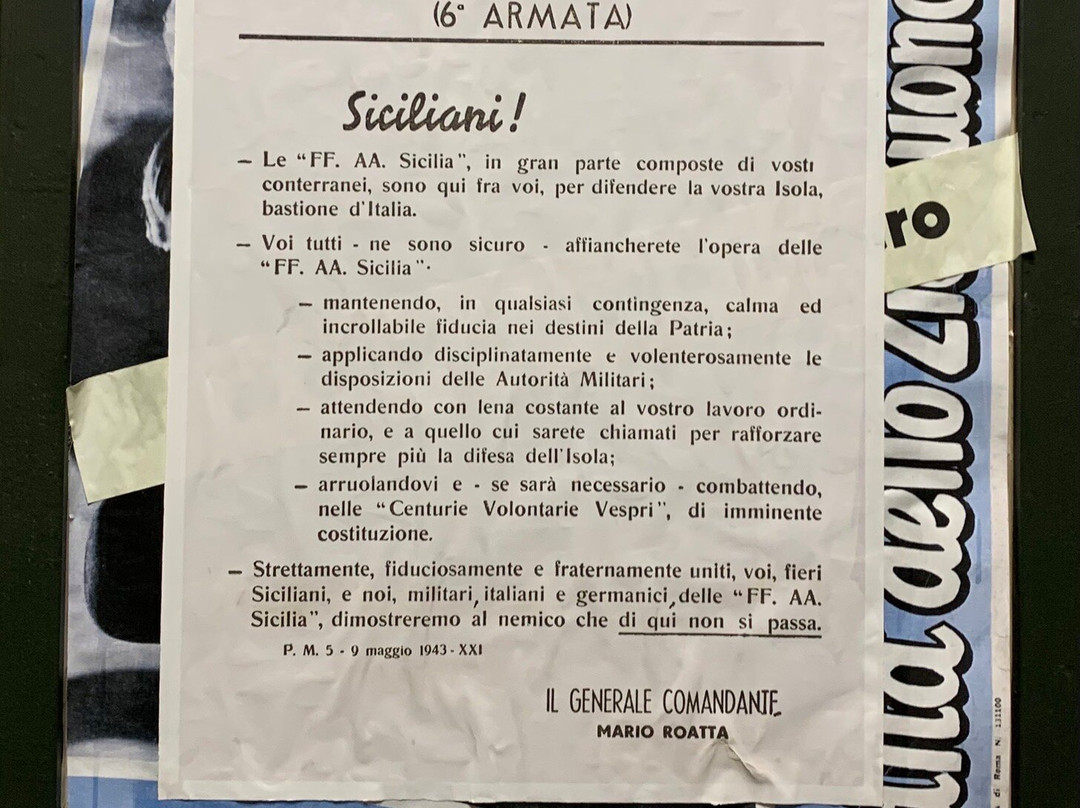 (6ª ARMATA)
Siciliani!
— Le “FF. AA. Sicilia”, in gran parte composte di vostı
conterranei, sono qui fra voi, per difendere la vostra Isola,
bastione d'Italia.
— Voi tutti - ne sono sicuro - affiancherete l'opera delle
“FF. AA. Sicilia”·
— mantenendo, in qualsiasi contingenza, calma ed
incrollabile fiducia nei destini della Patria;
— applicando disciplinatamente e volenterosamente le
disposizioni delle Autorità Militari;
— attendendo con lena costante al vostro lavoro ordi-
nario, e a quello cui sarete chiamati per rafforzare
sempre più la difesa dell'Isola;
— arruolandovi e - se sarà necessario - combattendo,
nelle “Centurie Volontarie Vespri”, di imminente
costituzione.
— Strettamente, fiduciosamente e fraternamente uniti, voi, fieri
Siciliani, e noi, militari, italiani e germanici, delle “FF. AA.
Sicilia”, dimostreremo al nemico che di qui non si passa.
P. M. 5 - 9 maggio 1943 - XXI
IL GENERALE COMANDANTE
MARIO ROATTA
ro
dello
di Roma N. 131100